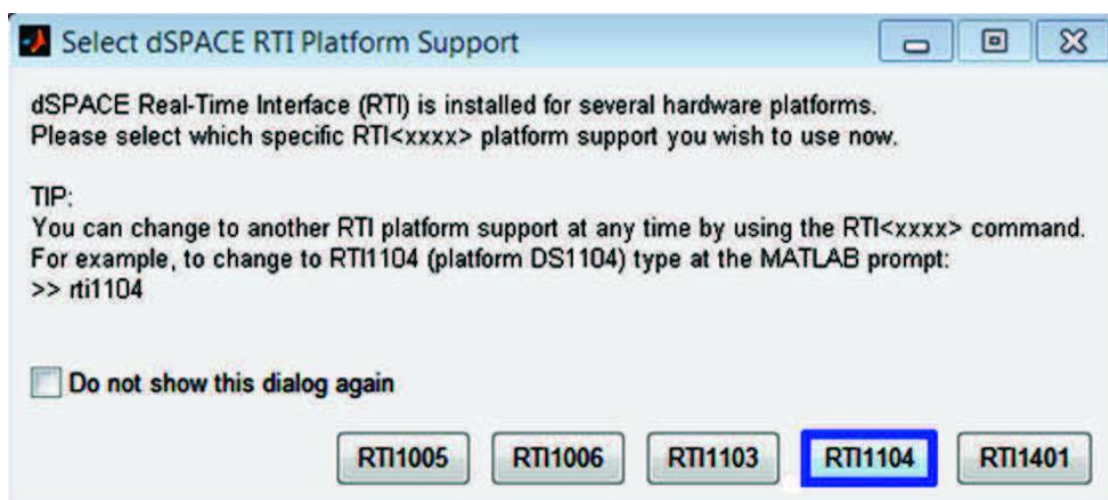 Select dSPACE RTI Platform Support
dSPACE Real-Time Interface (RTI) is installed for several hardware platforms.
Please select which specific RTI<xxxx> platform support you wish to use now.
TIP:
You can change to another RTI platform support at any time by using the RTI<xxxx> command.
For example, to change to RTI1104 (platform DS1104) type at the MATLAB prompt:
>> rti1104
Do not show this dialog again
RTI1005 RTI1006 RTI1103 RTI1104 RTI1401